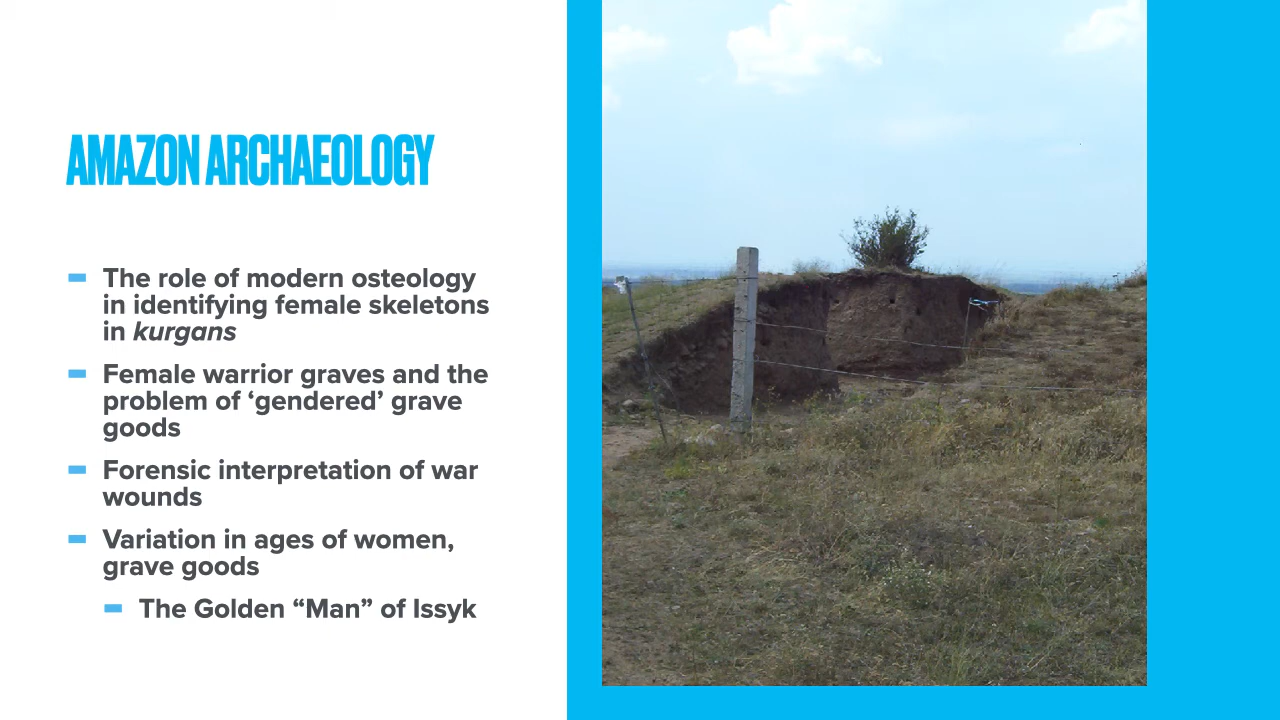 AMAZON ARCHAEOLOGY
The role of modern osteology
in identifying female skeletons
in kurgans
Female warrior graves and the
problem of ‘gendered’ grave
goods
Forensic interpretation of war
wounds
Variation in ages of women,
grave goods
The Golden “Man” of Issyk